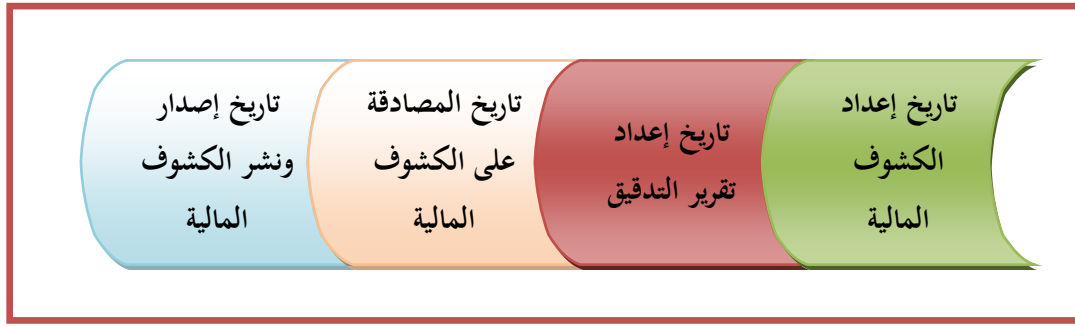 تاريخ إعداد
الكشوف
المالية
تاريخ إعداد
تقرير التدقيق
تاريخ المصادقة
على الكشوف
المالية
تاريخ إصدار
ونشر الكشوف
المالية